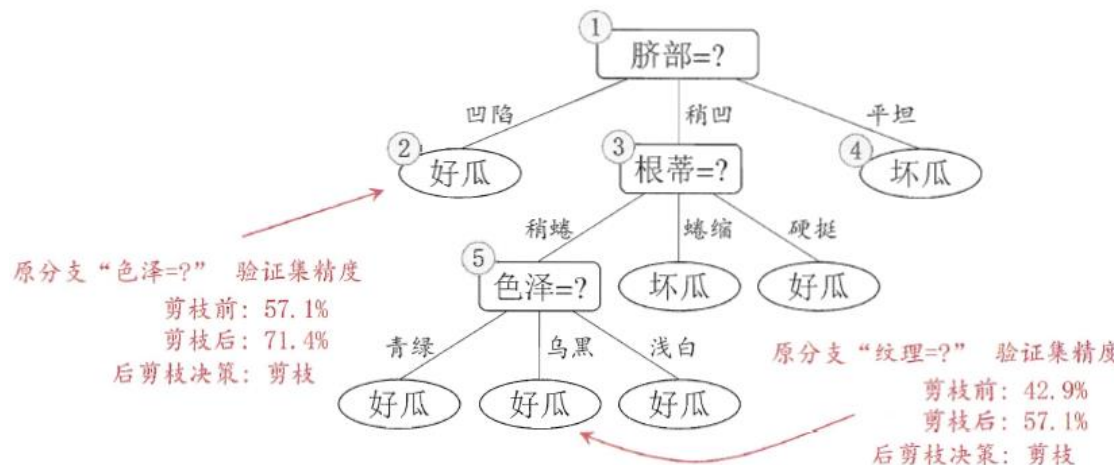 ①
脐部=?
凹陷
稍凹
平坦
②
好瓜
③
根蒂=?
④
坏瓜
稍蜷
蜷缩
硬挺
原分支“色泽=?” 验证集精度
剪枝前: 57.1%
剪枝后: 71.4%
后剪枝决策: 剪枝
⑤
色泽=?
坏瓜
好瓜
青绿
乌黑
浅白
好瓜
好瓜
好瓜
原分支“纹理=?” 验证集精度
剪枝前: 42.9%
剪枝后: 57.1%
后剪枝决策: 剪枝